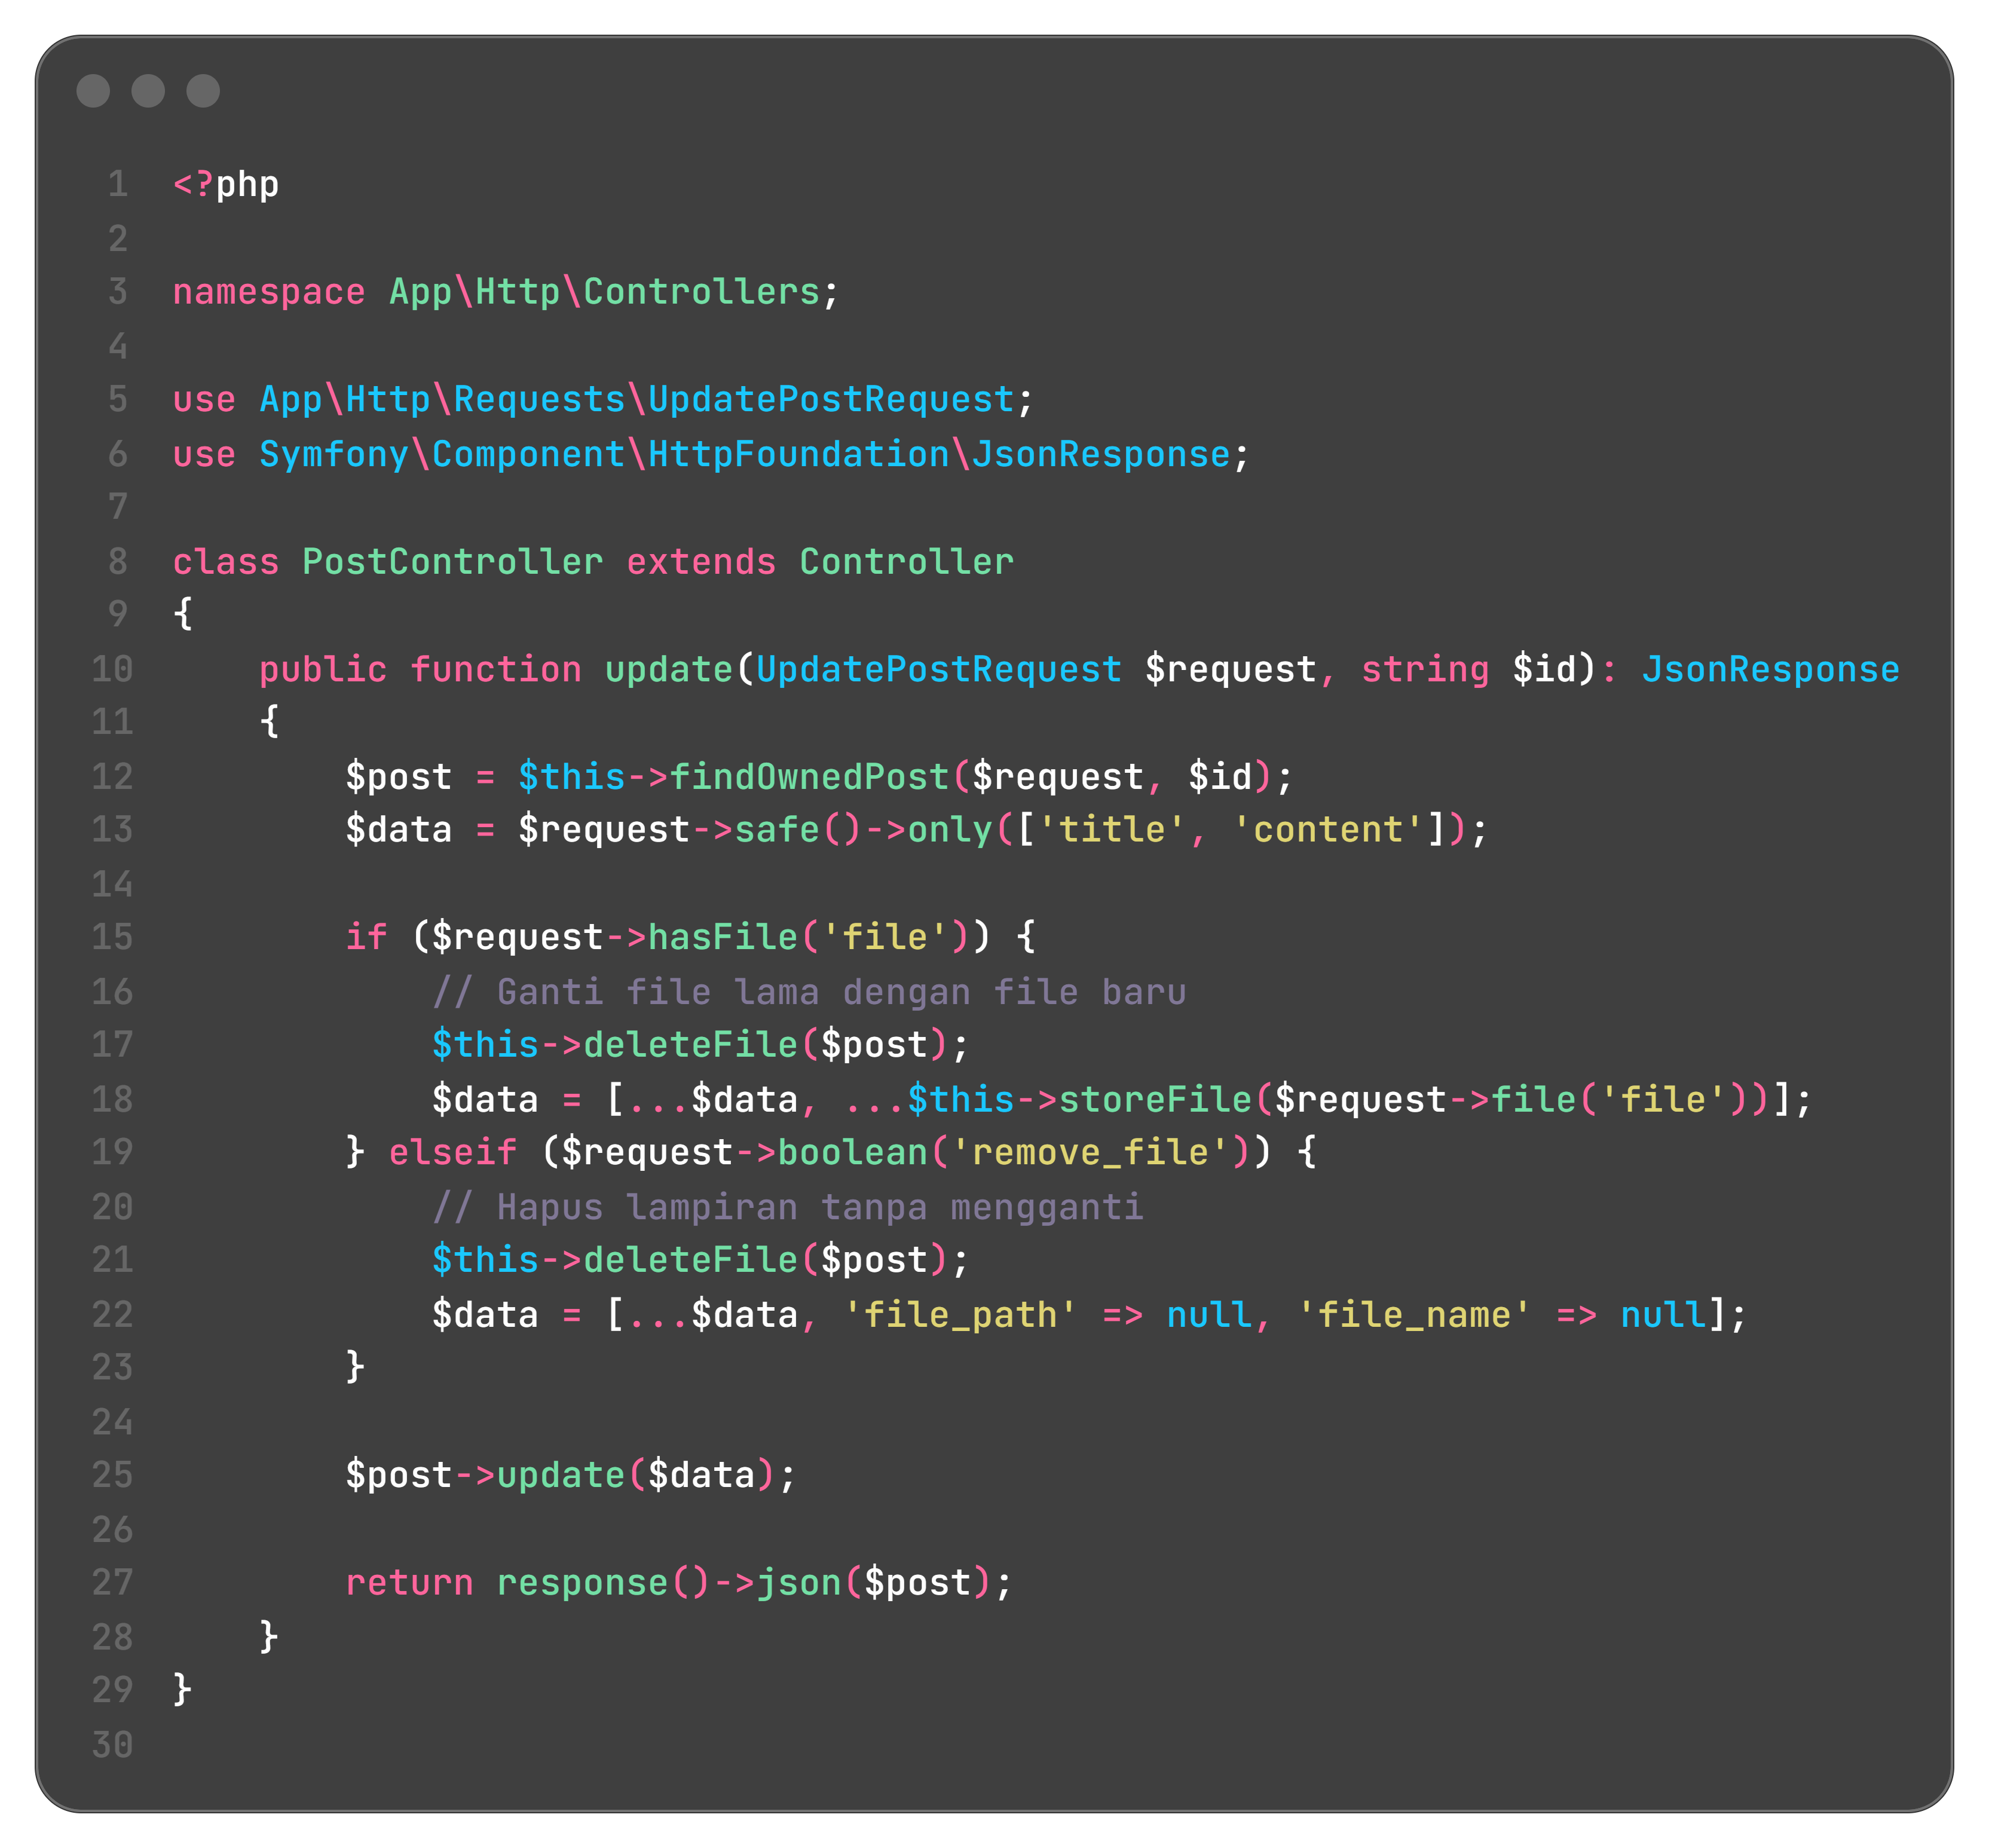 1 <?php
2
3 namespace App\Http\Controllers;
4
5 use App\Http\Requests\UpdatePostRequest;
6 use Symfony\Component\HttpFoundation\JsonResponse;
7
8 class PostController extends Controller
9 {
10     public function update(UpdatePostRequest $request, string $id): JsonResponse
11     {
12         $post = $this->findOwnedPost($request, $id);
13         $data = $request->safe()->only(['title', 'content']);
14
15         if ($request->hasFile('file')) {
16             // Ganti file lama dengan file baru
17             $this->deleteFile($post);
18             $data = [...$data, ...$this->storeFile($request->file('file'))];
19         } elseif ($request->boolean('remove_file')) {
20             // Hapus lampiran tanpa mengganti
21             $this->deleteFile($post);
22             $data = [...$data, 'file_path' => null, 'file_name' => null];
23         }
24
25         $post->update($data);
26
27         return response()->json($post);
28     }
29 }
30